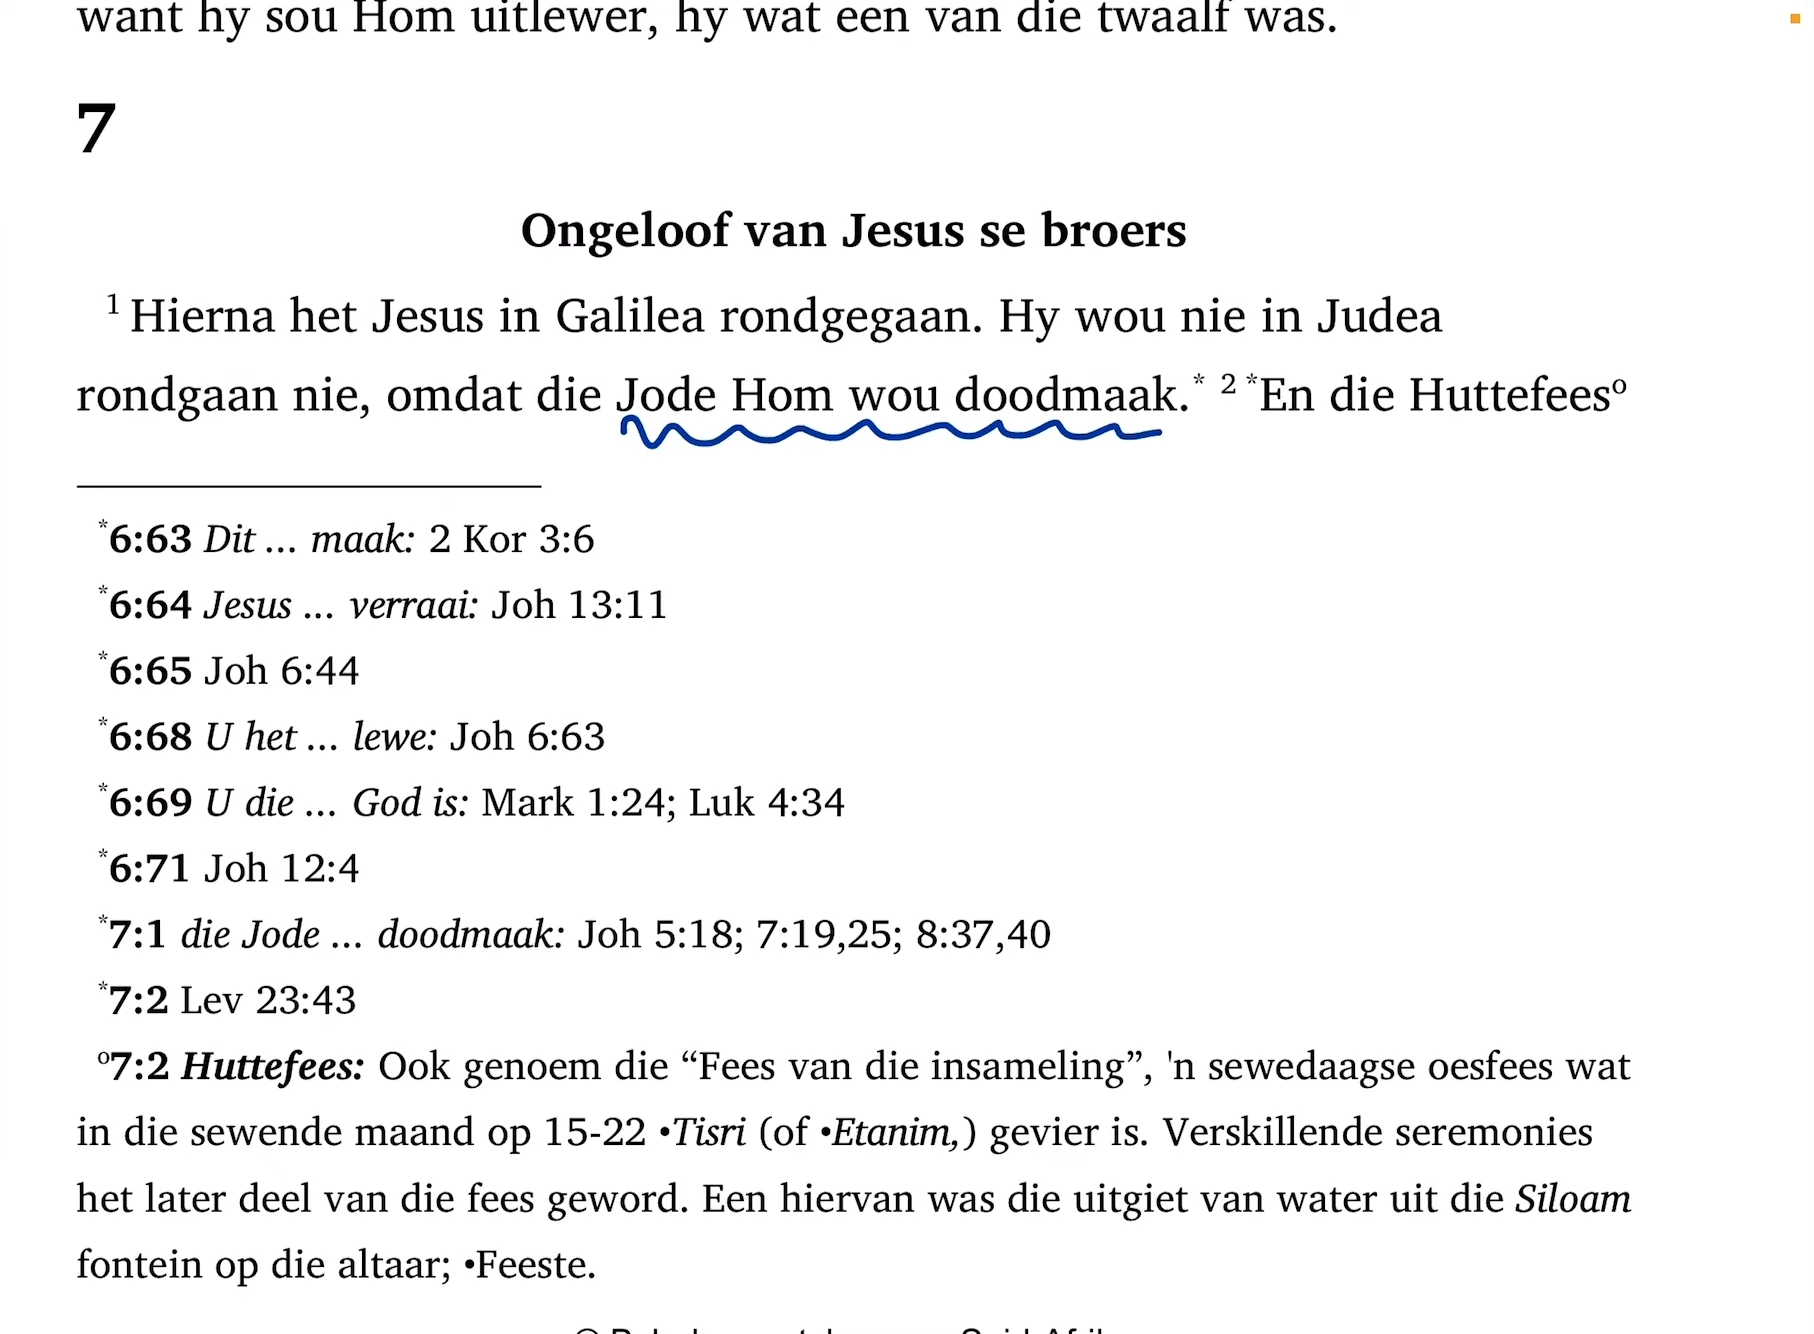 want hy sou Hom uitlewer, hy wat een van die twaalf was.
7
Ongeloof van Jesus se broers
1 Hierna het Jesus in Galilea rondgegaan. Hy wou nie in Judea
rondgaan nie, omdat die Jode Hom wou doodmaak.* 2 *En die Huttefeesº
*6:63 Dit ... maak: 2 Kor 3:6
*6:64 Jesus ... verraai: Joh 13:11
*6:65 Joh 6:44
*6:68 U het ... lewe: Joh 6:63
*6:69 U die ... God is: Mark 1:24; Luk 4:34
*6:71 Joh 12:4
*7:1 die Jode ... doodmaak: Joh 5:18; 7:19,25; 8:37,40
*7:2 Lev 23:43
º7:2 Huttefees: Ook genoem die “Fees van die insameling”, 'n sewedaagse oesfees wat
in die sewende maand op 15-22 •Tisri (of •Etanim,) gevier is. Verskillende seremonies
het later deel van die fees geword. Een hiervan was die uitgiet van water uit die Siloam
fontein op die altaar; •Feeste.